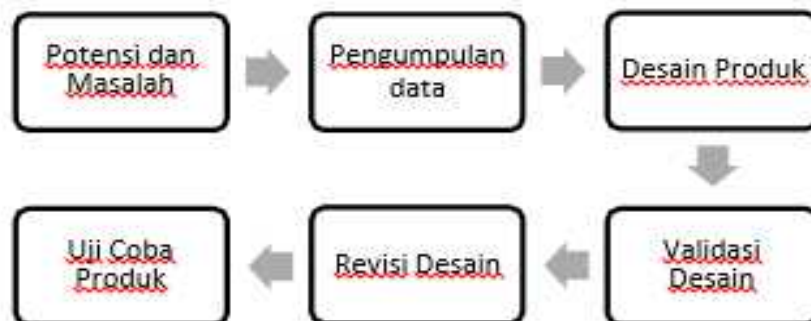 Potensi dan
Masalah
Pengumpulan
data
Desain Produk
Validasi
Desain
Revisi Desain
Uji Coba
Produk